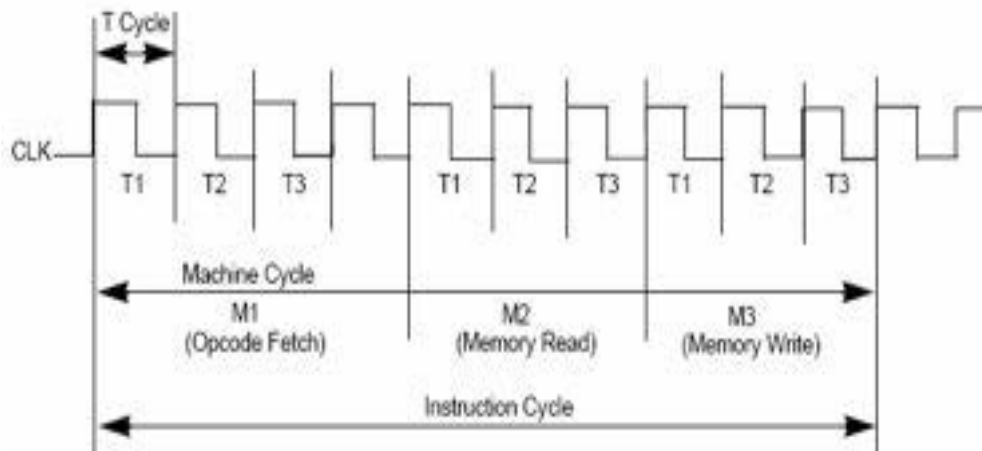 T Cycle
CLK
T1 T2 T3 T1 T2 T3 T1 T2 T3
Machine Cycle
M1 M2 M3
(Opcode Fetch) (Memory Read) (Memory Write)
Instruction Cycle